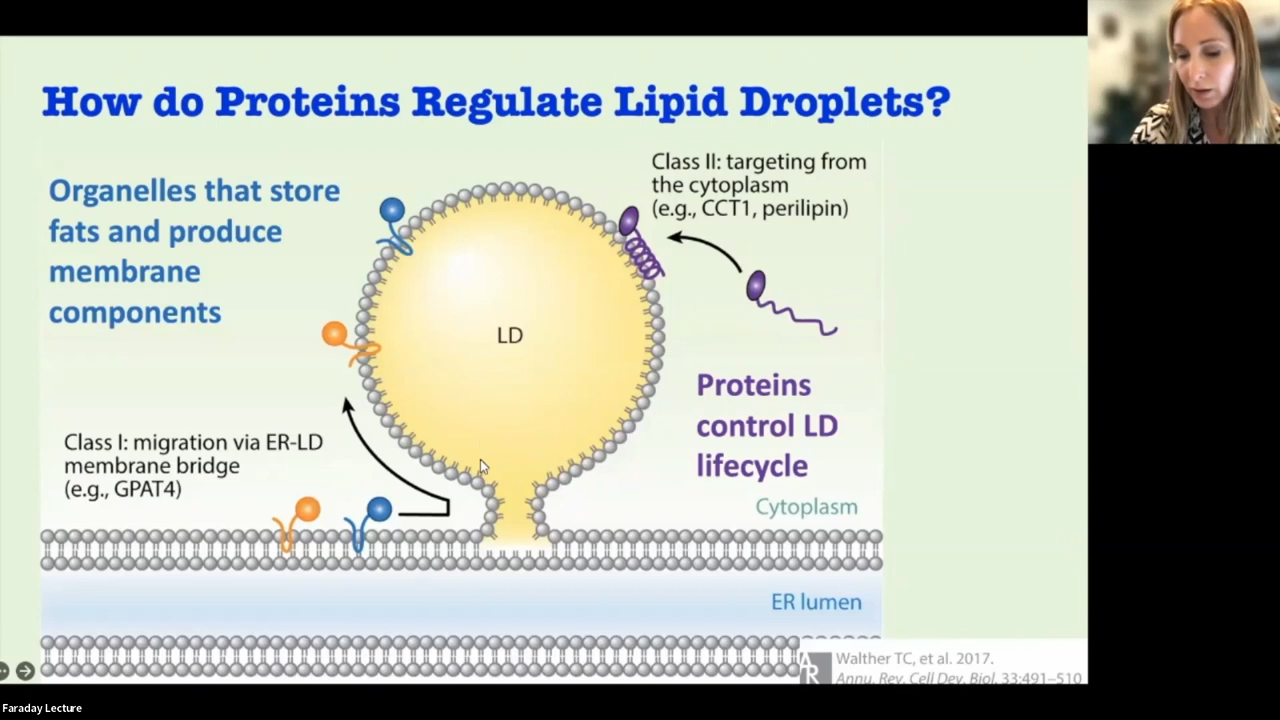 How do Proteins Regulate Lipid Droplets?
Organelles that store
fats and produce
membrane
components
Class II: targeting from
the cytoplasm
(e.g., CCT1, perilipin)
LD
Proteins
control LD
lifecycle
Class I: migration via ER-LD
membrane bridge
(e.g., GPAT4)
Cytoplasm
ER lumen
AR
Walther TC, et al. 2017.
Annu. Rev. Cell Dev. Biol. 33:491–510
Faraday Lecture